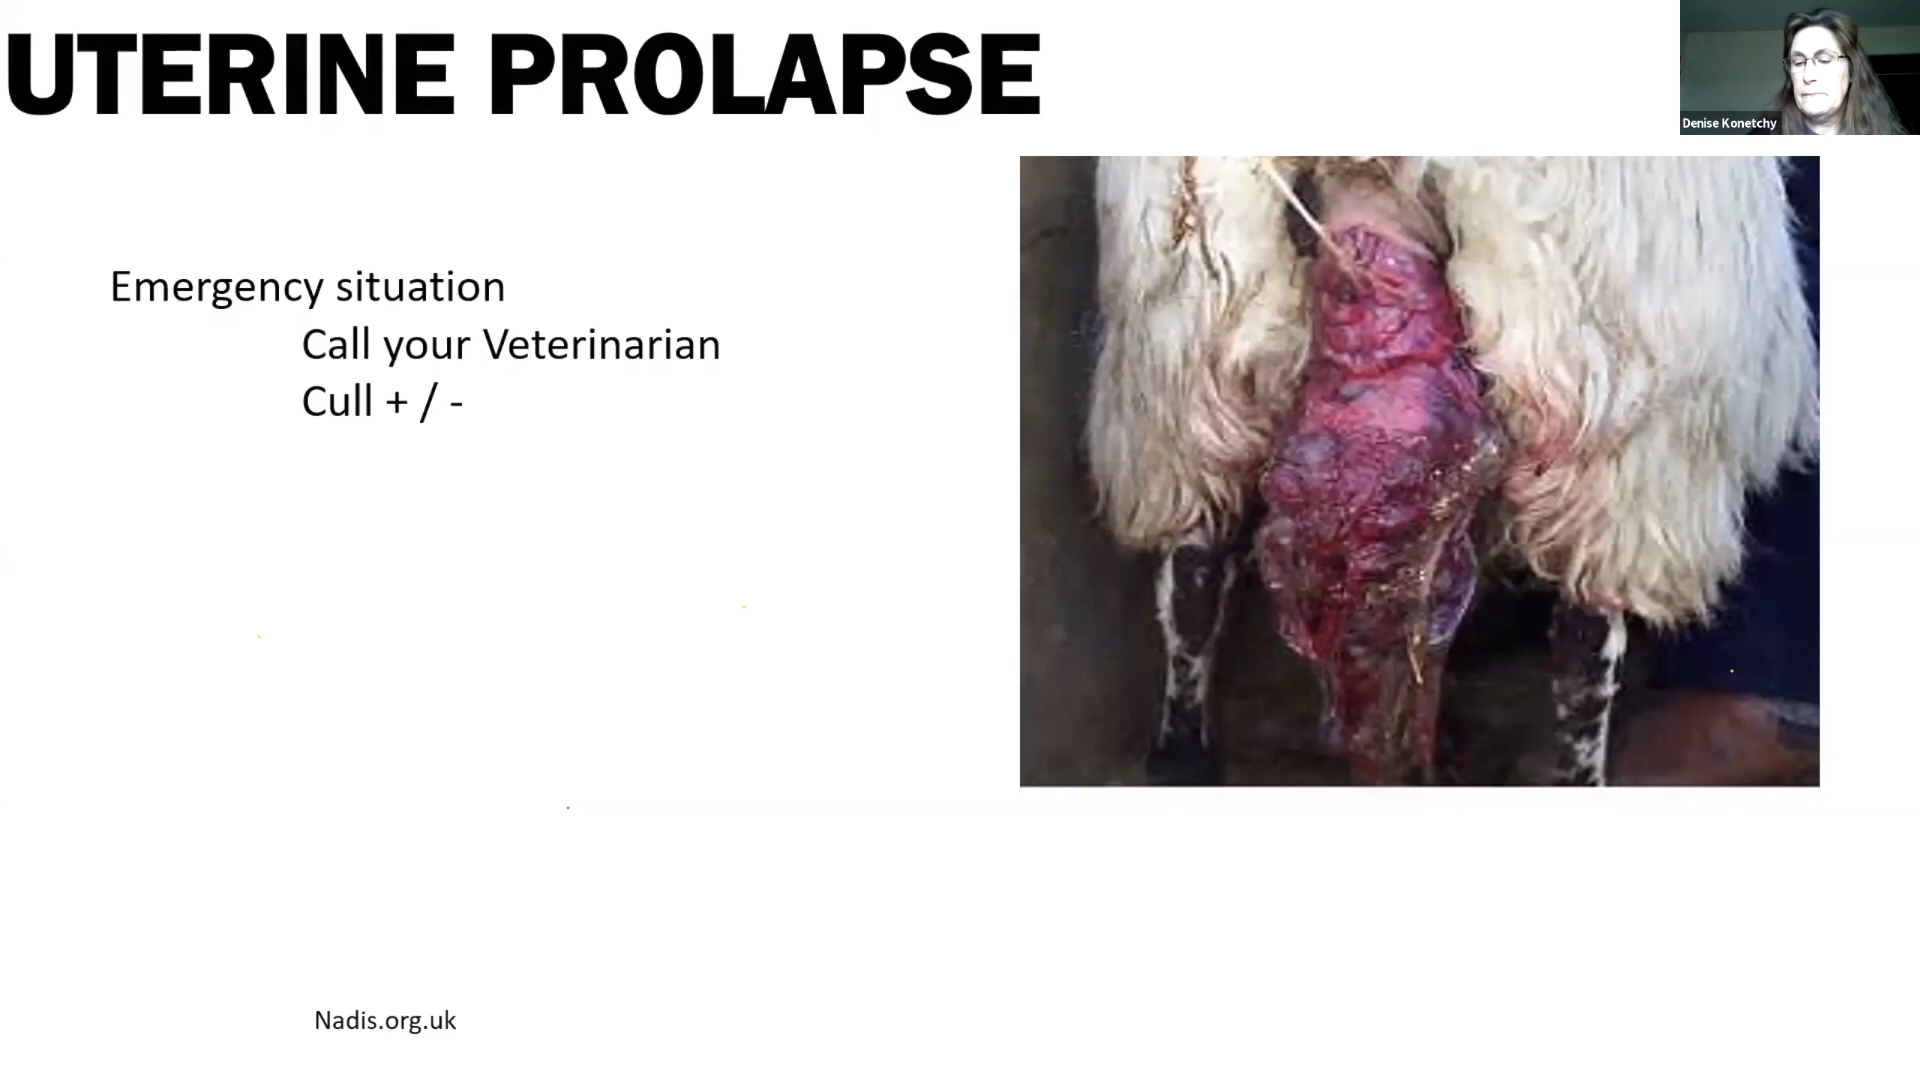 UTERINE PROLAPSE
Denise Konetchy
Emergency situation
Call your Veterinarian
Cull + / -
Nadis.org.uk